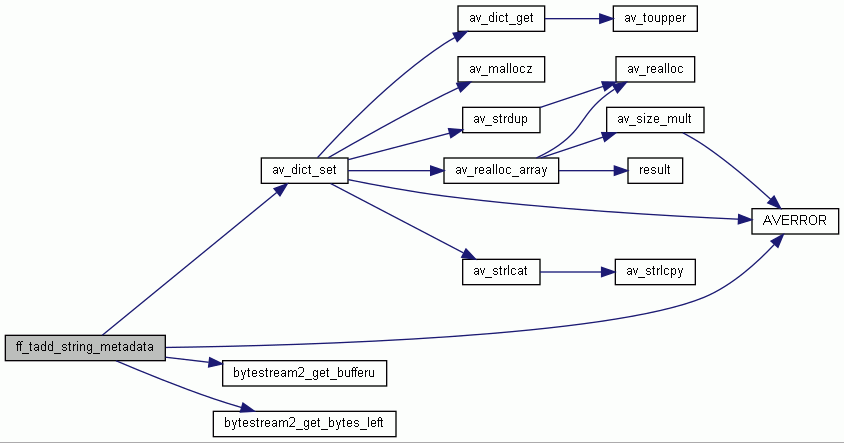 av_dict_get
av_toupper
av_mallocz
av_realloc
av_strdup
av_size_mult
av_dict_set
av_realloc_array
result
AVERROR
av_strlcat
av_strlcpy
ff_tadd_string_metadata
bytestream2_get_bufferu
bytestream2_get_bytes_left